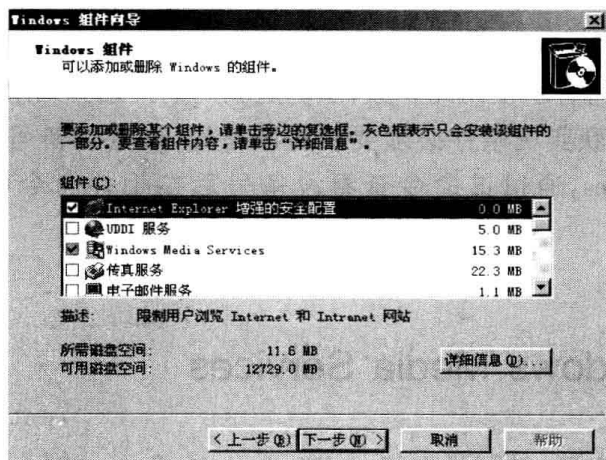 Windows 组件向导
Windows 组件
可以添加或删除 Windows 的组件。
要添加或删除某个组件，请单击旁边的复选框。灰色框表示只会安装该组件的
一部分。要查看组件内容，请单击“详细信息”。
组件(C):
Internet Explorer 增强的安全配置 0.0 MB
UDDI 服务 5.0 MB
Windows Media Services 15.3 MB
传真服务 22.3 MB
电子邮件服务 1.1 MB
描述: 限制用户浏览 Internet 和 Intranet 网站
所需磁盘空间: 11.6 MB
可用磁盘空间: 12729.0 MB
详细信息(D)...
< 上一步(B) 下一步(N) > 取消 帮助